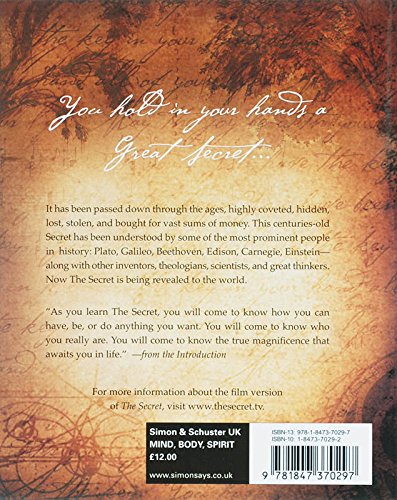 You hold in your hands a
Great Secret...
It has been passed down through the ages, highly coveted, hidden,
lost, stolen, and bought for vast sums of money. This centuries-old
Secret has been understood by some of the most prominent people
in history: Plato, Galileo, Beethoven, Edison, Carnegie, Einstein—
along with other inventors, theologians, scientists, and great thinkers.
Now The Secret is being revealed to the world.
"As you learn The Secret, you will come to know how you can
have, be, or do anything you want. You will come to know who
you really are. You will come to know the true magnificence that
awaits you in life." —from the Introduction
For more information about the film version
of The Secret, visit www.thesecret.tv.
Simon & Schuster UK
MIND, BODY, SPIRIT
£12.00
www.simonsays.co.uk
ISBN-13: 978-1-8473-7029-7
ISBN-10: 1-8473-7029-2
9 781847 370297